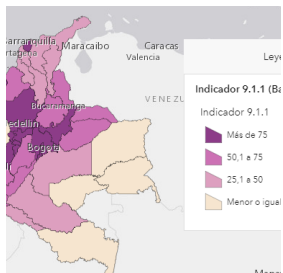 Barranquilla
Maracaibo
Caracas
Cartagena
Valencia
Leye
VENEZU
Indicador 9.1.1 (Ba
Indicador 9.1.1
Más de 75
Bucaramanga
50,1 a 75
Medellín
25,1 a 50
Bogotá
Menor o igual